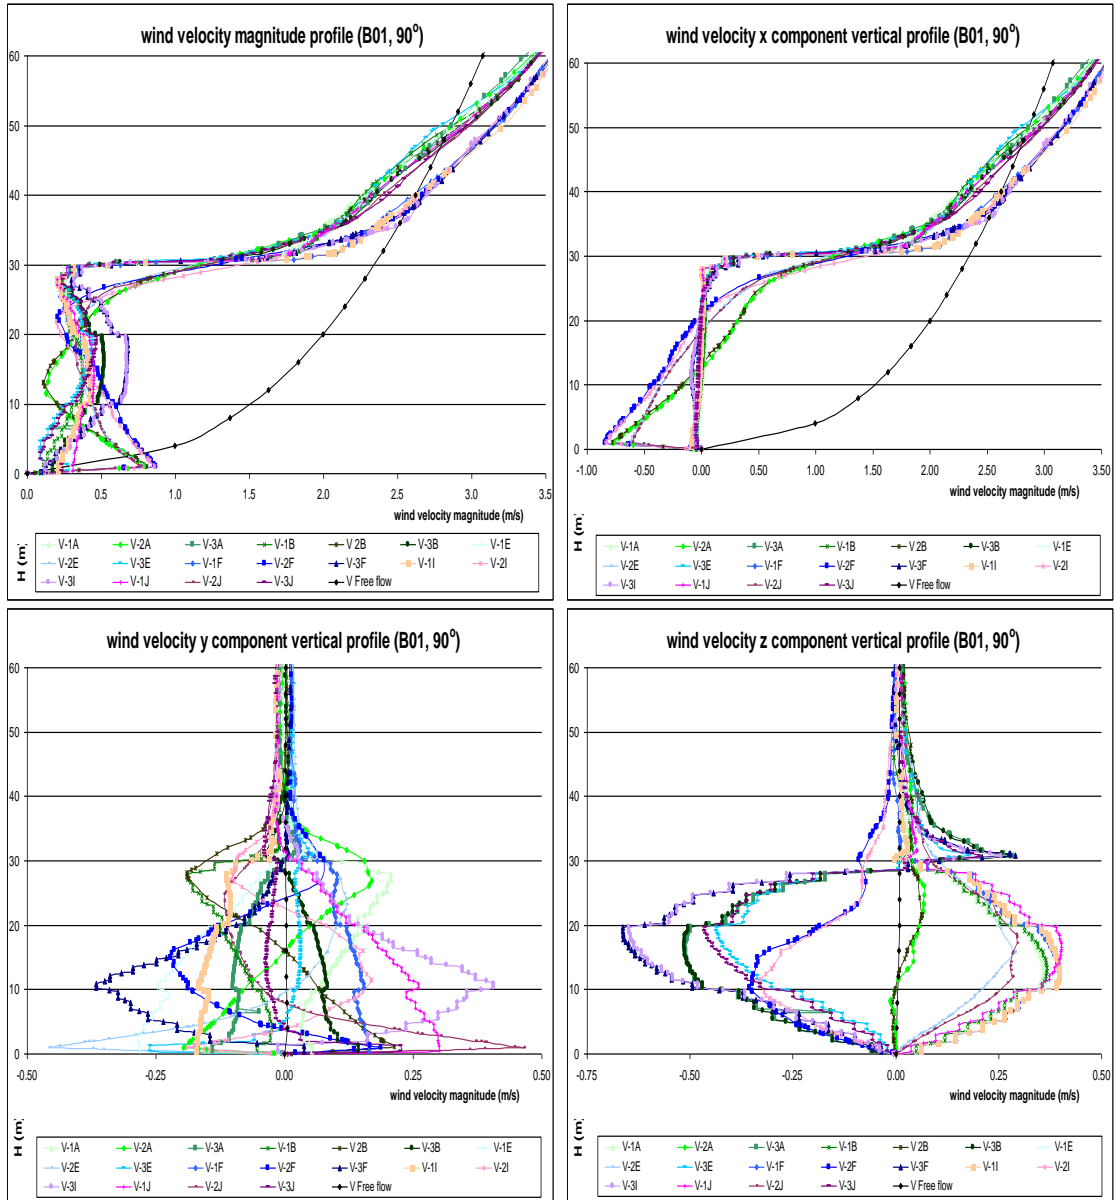 wind velocity magnitude profile (B01, 90°)
60
50
40
30
20
10
0
0.0 0.5 1.0 1.5 2.0 2.5 3.0 3.5
wind velocity magnitude (m/s)
H (m)
V-1A V-2A V-3A V-1B V 2B V-3B V-1E
V-2E V-3E V-1F V-2F V-3F V-1I V-2I
V-3I V-1J V-2J V-3J V Free flow
wind velocity x component vertical profile (B01, 90°)
60
50
40
30
20
10
0
-1.00 -0.50 0.00 0.50 1.00 1.50 2.00 2.50 3.00 3.50
wind velocity magnitude (m/s)
H (m)
V-1A V-2A V-3A V-1B V 2B V-3B V-1E
V-2E V-3E V-1F V-2F V-3F V-1I V-2I
V-3I V-1J V-2J V-3J V Free flow
wind velocity y component vertical profile (B01, 90°)
60
50
40
30
20
10
0
-0.50 -0.25 0.00 0.25 0.50
wind velocity magnitude (m/s)
H (m)
V-1A V-2A V-3A V-1B V 2B V-3B V-1E
V-2E V-3E V-1F V-2F V-3F V-1I V-2I
V-3I V-1J V-2J V-3J V Free flow
wind velocity z component vertical profile (B01, 90°)
60
50
40
30
20
10
0
-0.75 -0.50 -0.25 0.00 0.25 0.50
wind velocity magnitude (m/s)
H (m)
V-1A V-2A V-3A V-1B V 2B V-3B V-1E
V-2E V-3E V-1F V-2F V-3F V-1I V-2I
V-3I V-1J V-2J V-3J V Free flow